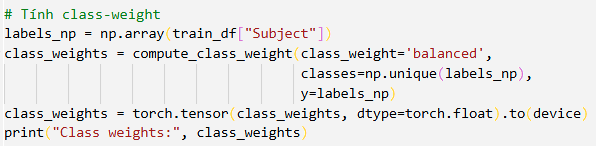 # Tính class-weight
labels_np = np.array(train_df["Subject"])
class_weights = compute_class_weight(class_weight='balanced',
                                     classes=np.unique(labels_np),
                                     y=labels_np)
class_weights = torch.tensor(class_weights, dtype=torch.float).to(device)
print("Class weights:", class_weights)